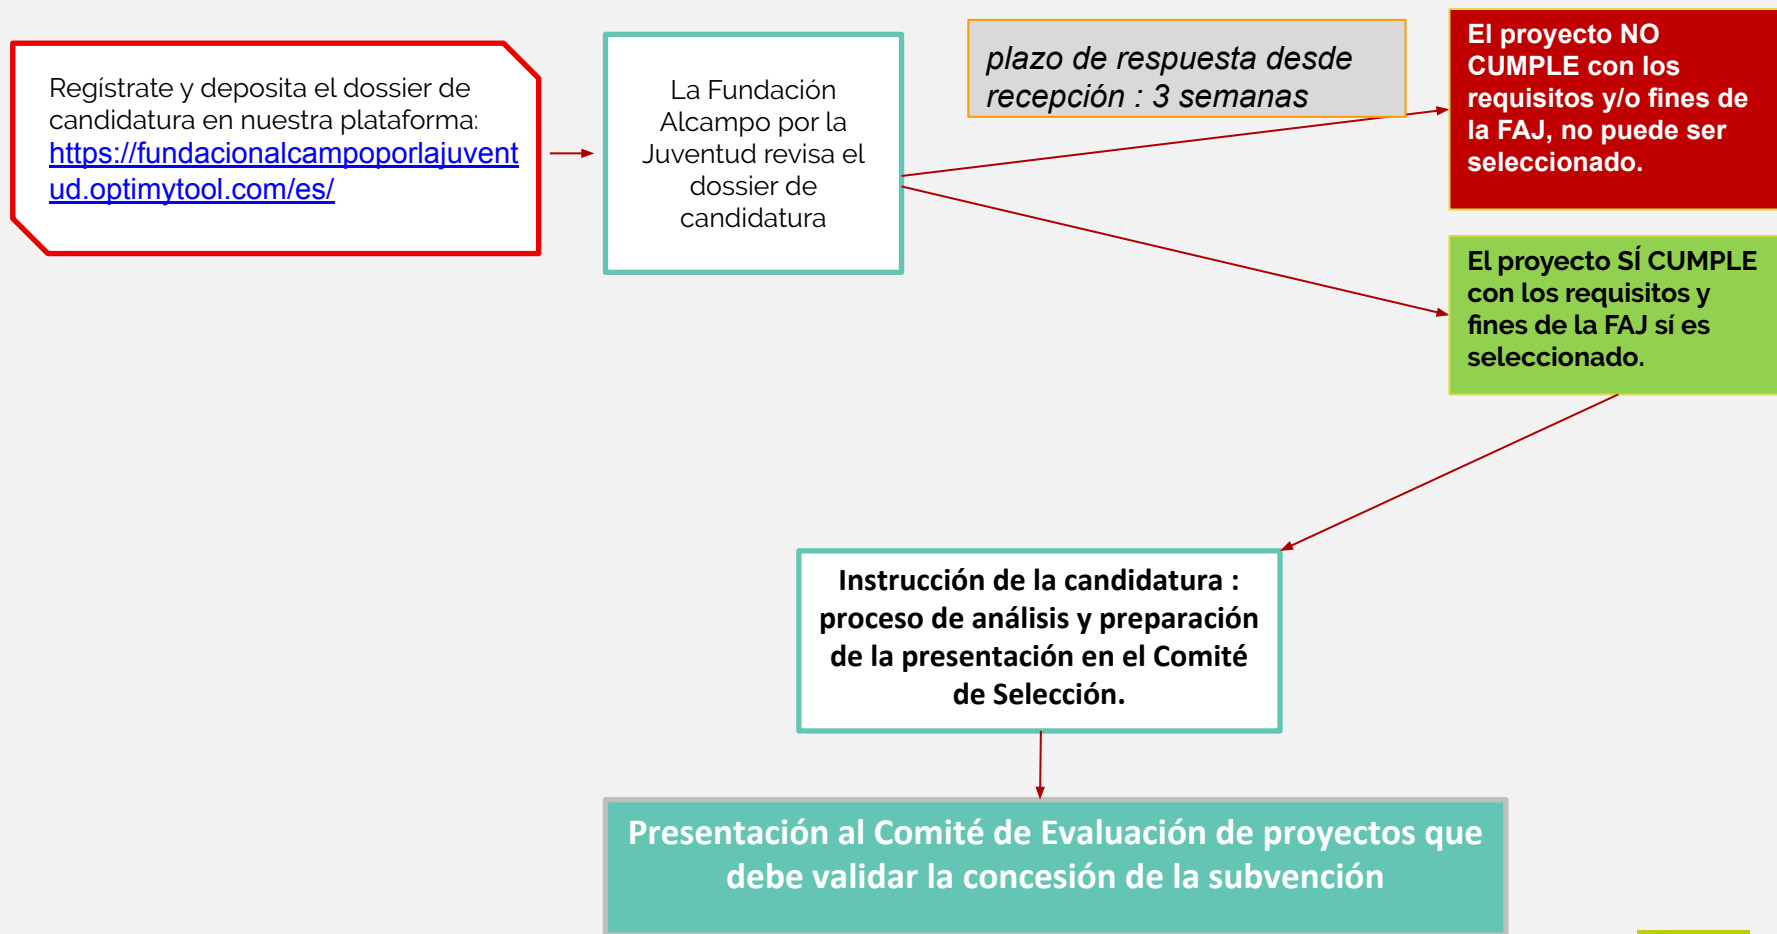 Regístrate y deposita el dossier de
candidatura en nuestra plataforma:
https://fundacionalcampoporlajuvent
ud.optimytool.com/es/
La Fundación
Alcampo por la
Juventud revisa el
dossier de
candidatura
plazo de respuesta desde
recepción : 3 semanas
El proyecto NO
CUMPLE con los
requisitos y/o fines de
la FAJ, no puede ser
seleccionado.
El proyecto SÍ CUMPLE
con los requisitos y
fines de la FAJ sí es
seleccionado.
Instrucción de la candidatura :
proceso de análisis y preparación
de la presentación en el Comité
de Selección.
Presentación al Comité de Evaluación de proyectos que
debe validar la concesión de la subvención